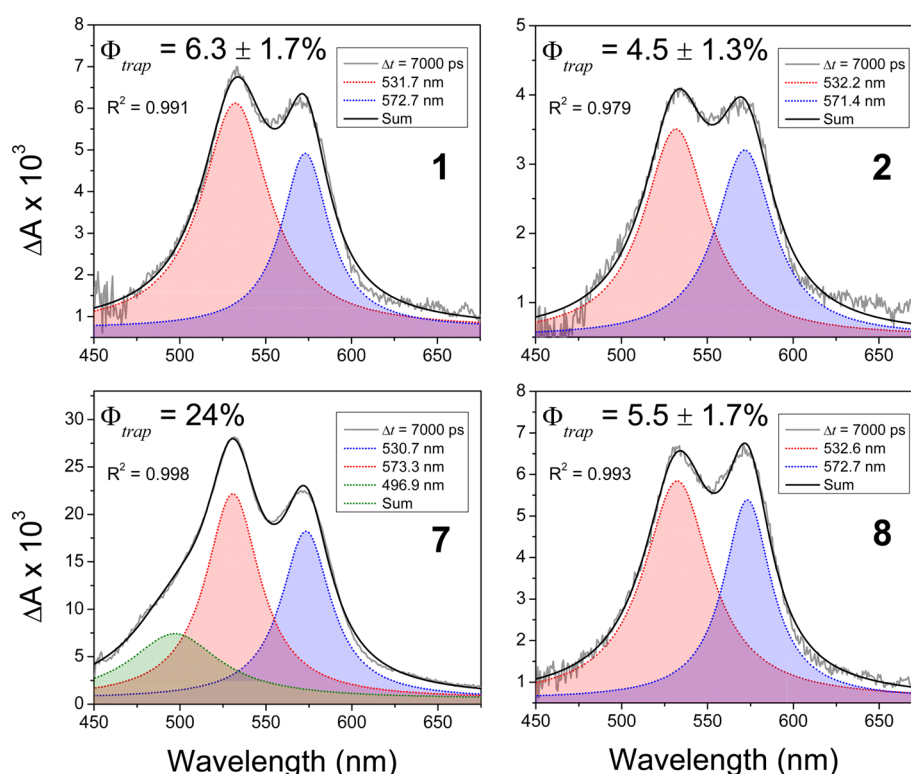 Φtrap = 6.3 ± 1.7%
R² = 0.991
Δt = 7000 ps
531.7 nm
572.7 nm
Sum
1
ΔA x 10³
8
7
6
5
4
3
2
1
450 500 550 600 650
Φtrap = 4.5 ± 1.3%
R² = 0.979
Δt = 7000 ps
532.2 nm
571.4 nm
Sum
2
5
4
3
2
1
450 500 550 600 650
Φtrap = 24%
R² = 0.998
Δt = 7000 ps
530.7 nm
573.3 nm
496.9 nm
Sum
7
ΔA x 10³
30
25
20
15
10
5
0
450 500 550 600 650
Wavelength (nm)
Φtrap = 5.5 ± 1.7%
R² = 0.993
Δt = 7000 ps
532.6 nm
572.7 nm
Sum
8
8
7
6
5
4
3
2
1
450 500 550 600 650
Wavelength (nm)